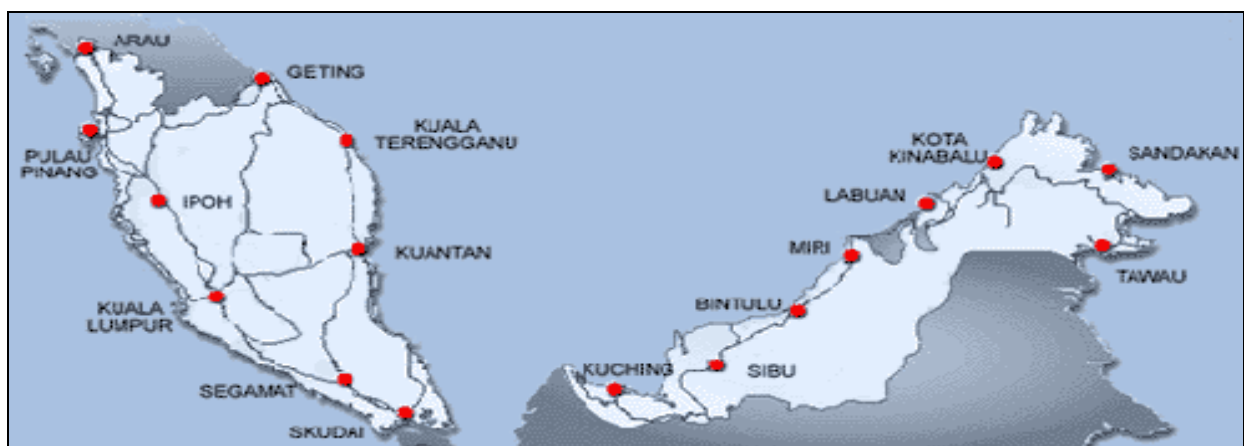 ARAU
GETING
KUALA
TERENGGANU
PULAU
PINANG
IPOH
KUANTAN
KUALA
LUMPUR
SEGAMAT
SKUDAI
KOTA
KINABALU
SANDAKAN
LABUAN
MIRI
TAWAU
BINTULU
KUCHING
SIBU